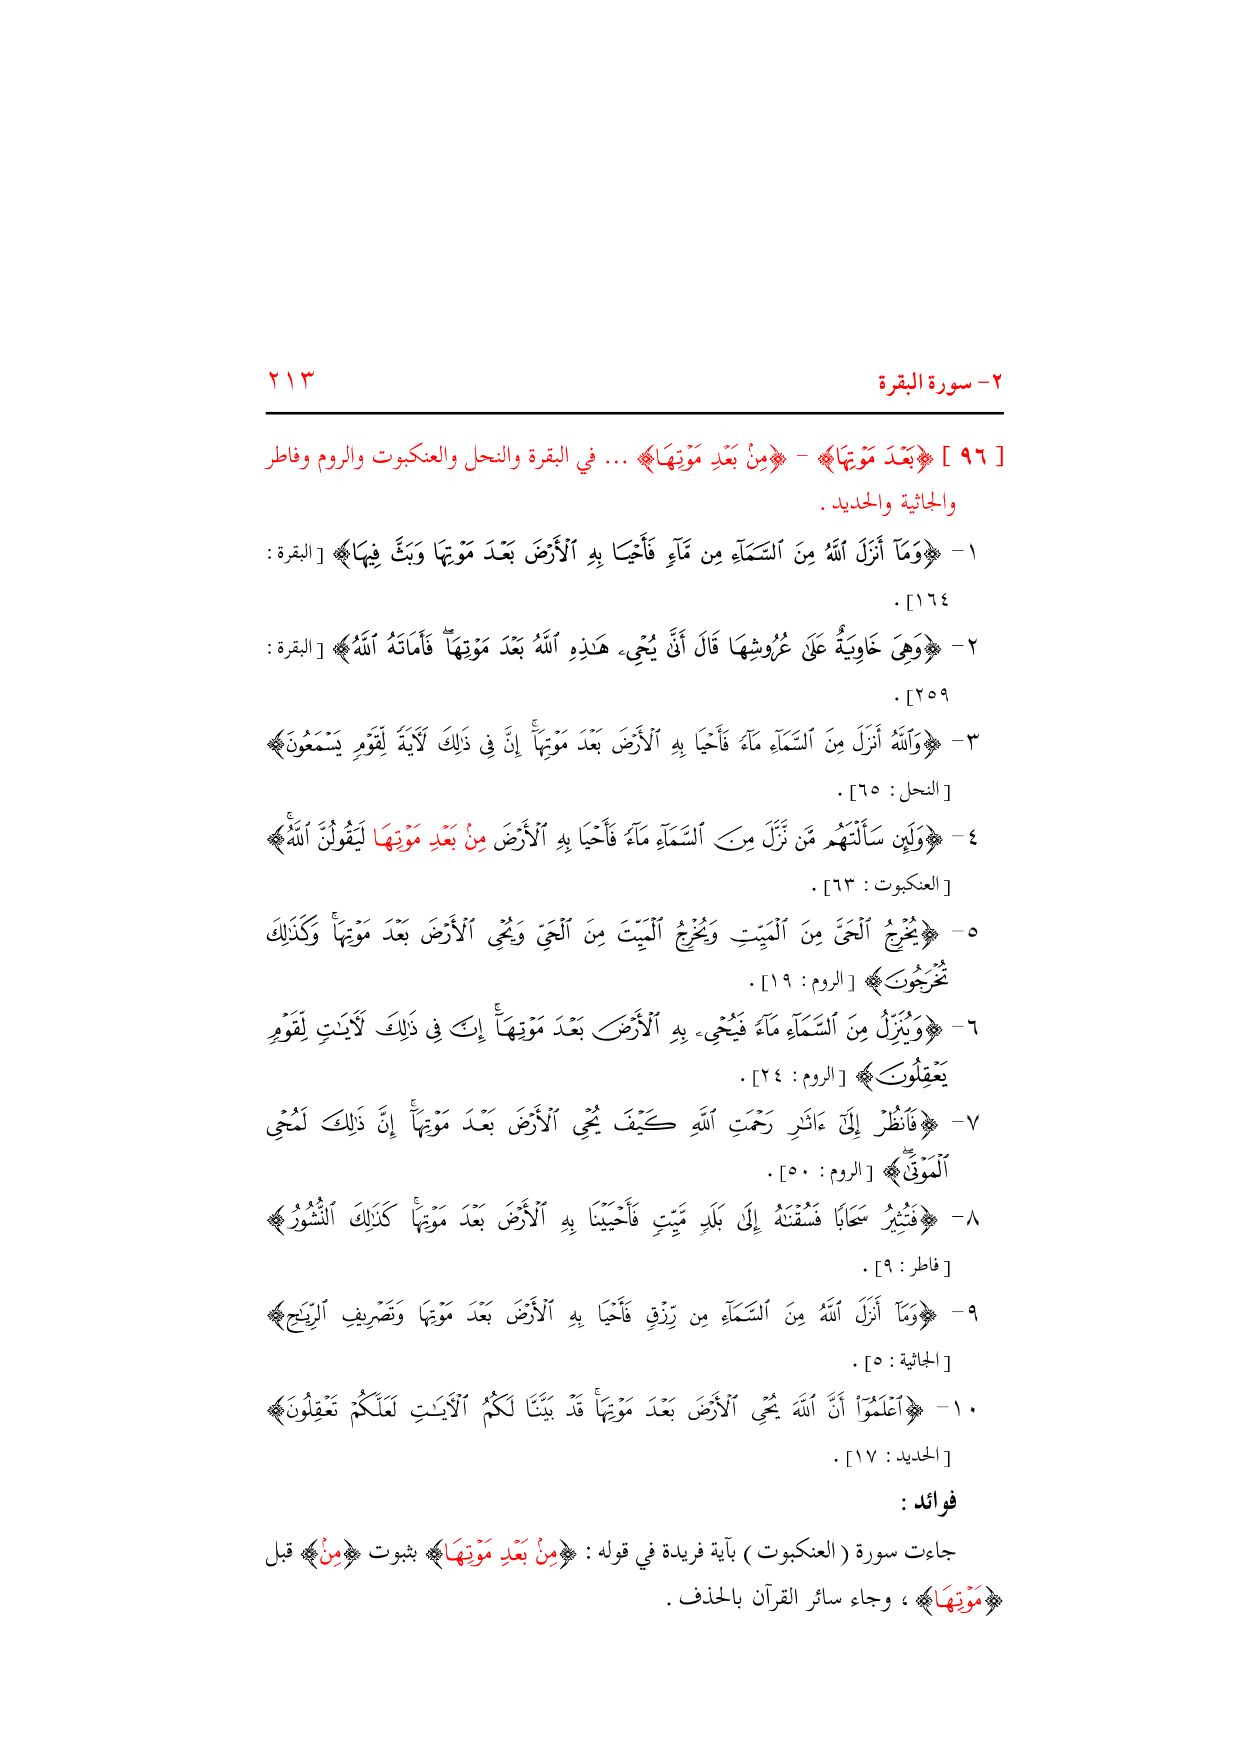 ٢- سورة البقرة ٢١٣
[ ٩٦ ] ﴿بَعْدَ مَوْتِهَا﴾ - ﴿مِنۢ بَعْدِ مَوْتِهَا﴾ ... في البقرة والنحل والعنكبوت والروم وفاطر
والجاثية والحديد .
١- ﴿وَمَآ أَنزَلَ ٱللَّهُ مِنَ ٱلسَّمَآءِ مِن مَّآءٍ فَأَحْيَا بِهِ ٱلْأَرْضَ بَعْدَ مَوْتِهَا وَبَثَّ فِيهَا﴾ [البقرة :
١٦٤] .
٢- ﴿وَهِىَ خَاوِيَةٌ عَلَىٰ عُرُوشِهَا قَالَ أَنَّىٰ يُحْىِۦ هَـٰذِهِ ٱللَّهُ بَعْدَ مَوْتِهَا ۖ فَأَمَاتَهُ ٱللَّهُ﴾ [البقرة :
٢٥٩] .
٣- ﴿وَٱللَّهُ أَنزَلَ مِنَ ٱلسَّمَآءِ مَآءً فَأَحْيَا بِهِ ٱلْأَرْضَ بَعْدَ مَوْتِهَآ ۚ إِنَّ فِى ذَٰلِكَ لَـَٔايَةً لِّقَوْمٍ يَسْمَعُونَ﴾
[النحل : ٦٥] .
٤- ﴿وَلَئِن سَأَلْتَهُم مَّن نَّزَّلَ مِنَ ٱلسَّمَآءِ مَآءً فَأَحْيَا بِهِ ٱلْأَرْضَ مِنۢ بَعْدِ مَوْتِهَا لَيَقُولُنَّ ٱللَّهُ ۚ﴾
[العنكبوت : ٦٣] .
٥- ﴿يُخْرِجُ ٱلْحَىَّ مِنَ ٱلْمَيِّتِ وَيُخْرِجُ ٱلْمَيِّتَ مِنَ ٱلْحَىِّ وَيُحْىِ ٱلْأَرْضَ بَعْدَ مَوْتِهَا ۚ وَكَذَٰلِكَ
تُخْرَجُونَ﴾ [الروم : ١٩] .
٦- ﴿وَيُنَزِّلُ مِنَ ٱلسَّمَآءِ مَآءً فَيُحْىِۦ بِهِ ٱلْأَرْضَ بَعْدَ مَوْتِهَآ ۚ إِنَّ فِى ذَٰلِكَ لَـَٔايَـٰتٍ لِّقَوْمٍ
يَعْقِلُونَ﴾ [الروم : ٢٤] .
٧- ﴿فَٱنظُرْ إِلَىٰٓ ءَاثَـٰرِ رَحْمَتِ ٱللَّهِ كَيْفَ يُحْىِ ٱلْأَرْضَ بَعْدَ مَوْتِهَآ ۚ إِنَّ ذَٰلِكَ لَمُحْىِ
ٱلْمَوْتَىٰ ۖ﴾ [الروم : ٥٠] .
٨- ﴿فَتُثِيرُ سَحَابًا فَسُقْنَـٰهُ إِلَىٰ بَلَدٍ مَّيِّتٍ فَأَحْيَيْنَا بِهِ ٱلْأَرْضَ بَعْدَ مَوْتِهَا ۚ كَذَٰلِكَ ٱلنُّشُورُ﴾
[فاطر : ٩] .
٩- ﴿وَمَآ أَنزَلَ ٱللَّهُ مِنَ ٱلسَّمَآءِ مِن رِّزْقٍ فَأَحْيَا بِهِ ٱلْأَرْضَ بَعْدَ مَوْتِهَا وَتَصْرِيفِ ٱلرِّيَـٰحِ﴾
[الجاثية : ٥] .
١٠- ﴿ٱعْلَمُوٓا۟ أَنَّ ٱللَّهَ يُحْىِ ٱلْأَرْضَ بَعْدَ مَوْتِهَا ۚ قَدْ بَيَّنَّا لَكُمُ ٱلْـَٔايَـٰتِ لَعَلَّكُمْ تَعْقِلُونَ﴾
[الحديد : ١٧] .
فوائد :
جاءت سورة (العنكبوت) بآية فريدة في قوله : ﴿مِنۢ بَعْدِ مَوْتِهَا﴾ بثبوت ﴿مِنۢ﴾ قبل
﴿مَوْتِهَا﴾ ، وجاء سائر القرآن بالحذف .